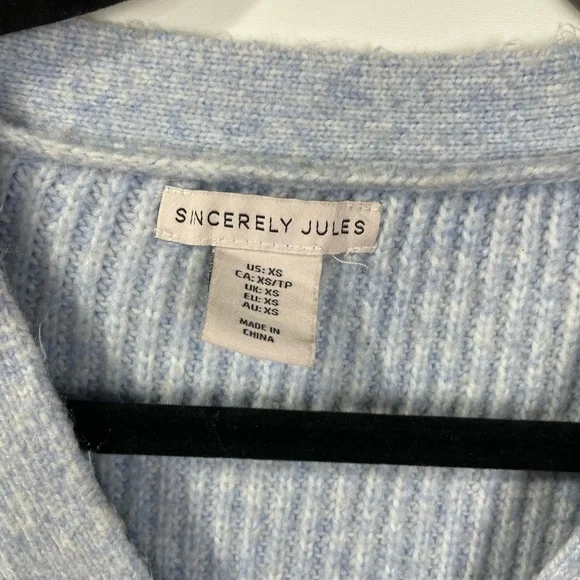 SINCERELY JULES
US: XS
CA: XS/TP
UK: XS
EU: XS
AU: XS
MADE IN
CHINA